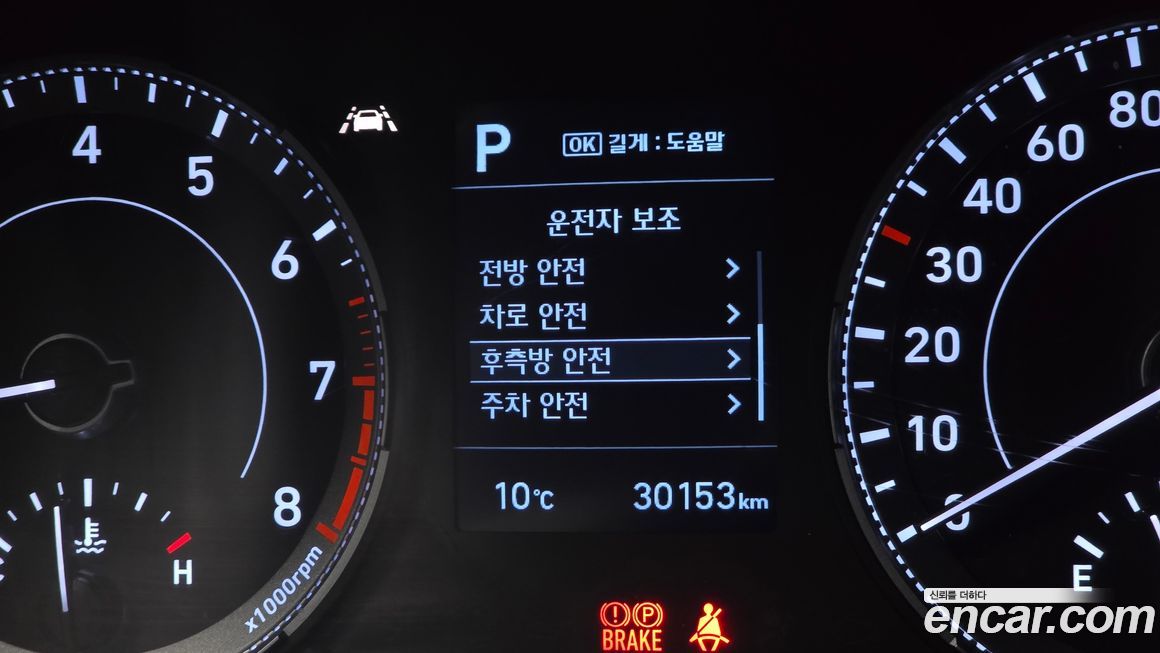 P
OK 길게 : 도움말
운전자 보조
전방 안전
차로 안전
후측방 안전
주차 안전
10℃
30153km
4
5
6
7
8
x1000rpm
H
80
60
40
30
20
10
0
E
BRAKE
P
신뢰를 더하다
encar.com